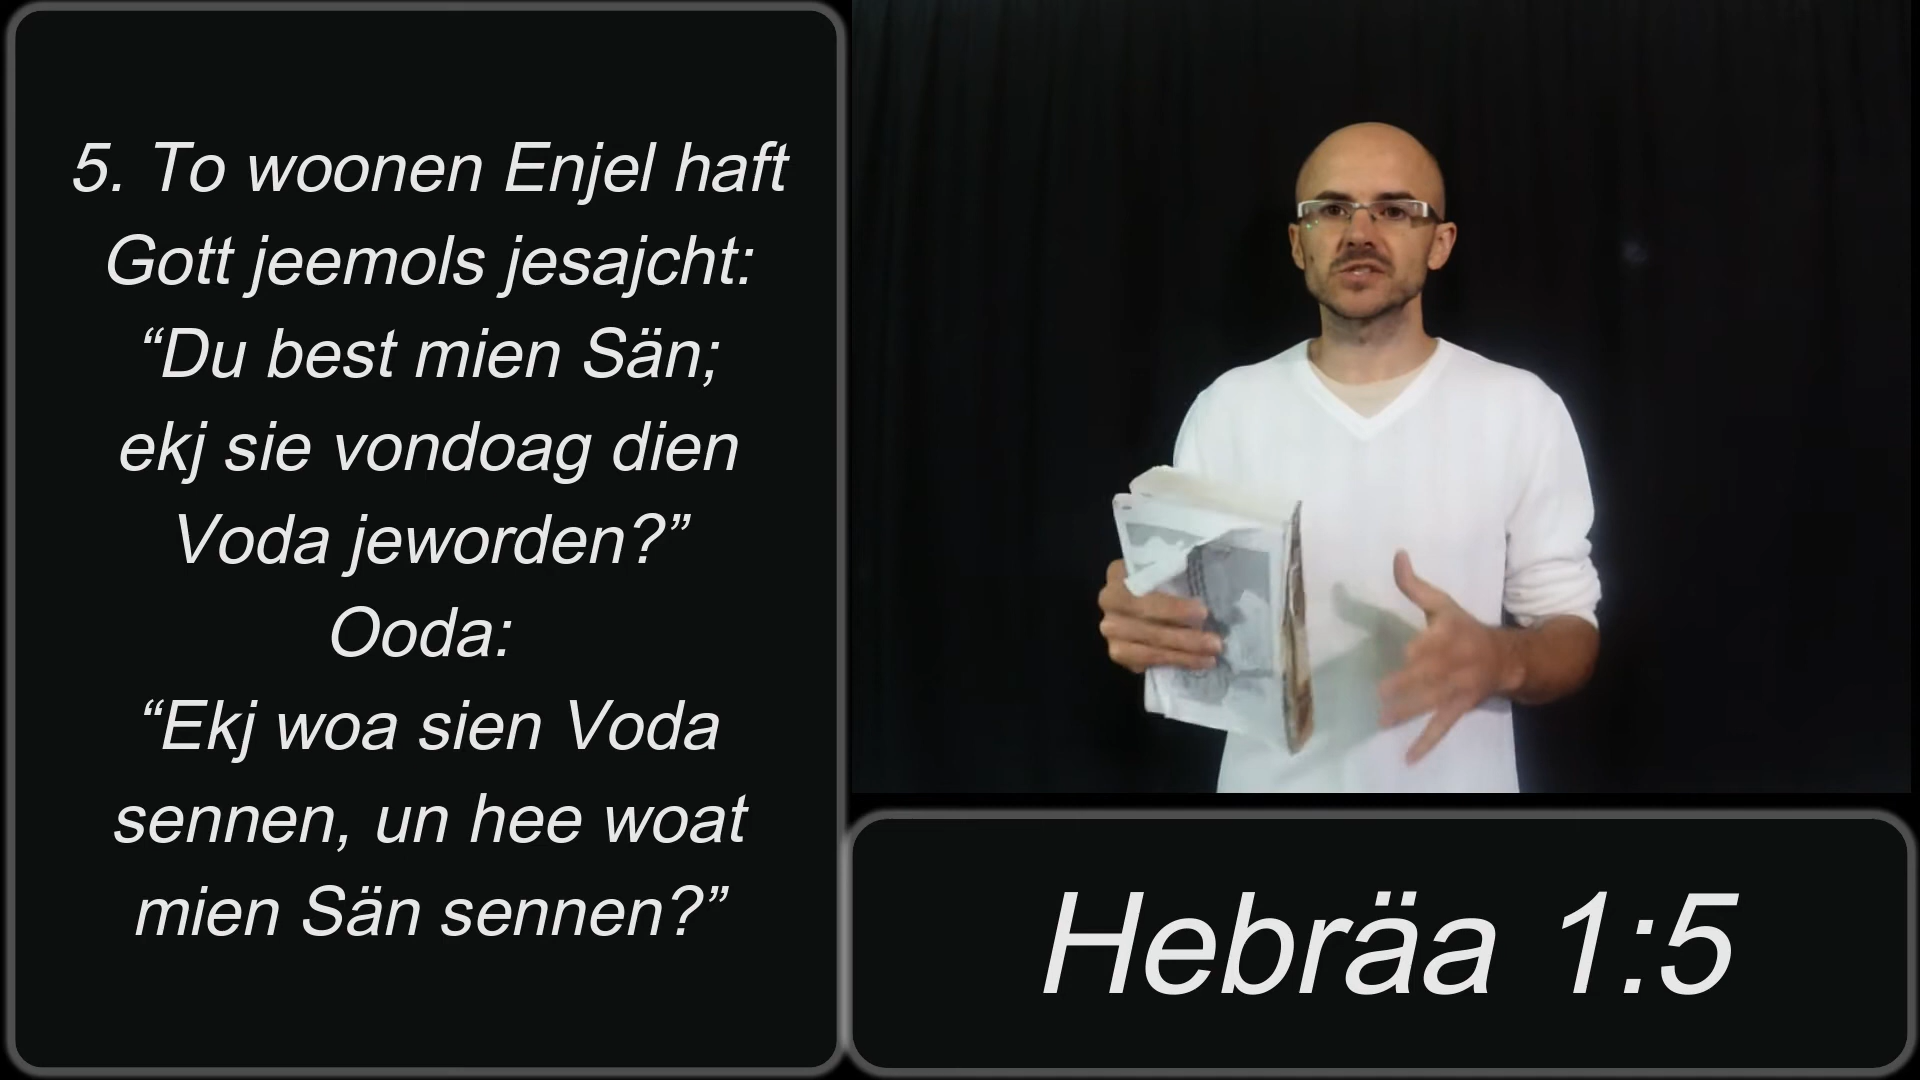 5. To woonen Enjel haft
Gott jeemols jesajcht:
“Du best mien Sän;
ekj sie vondoag dien
Voda jeworden?”
Ooda:
“Ekj woa sien Voda
sennen, un hee woat
mien Sän sennen?”
Hebräa 1:5